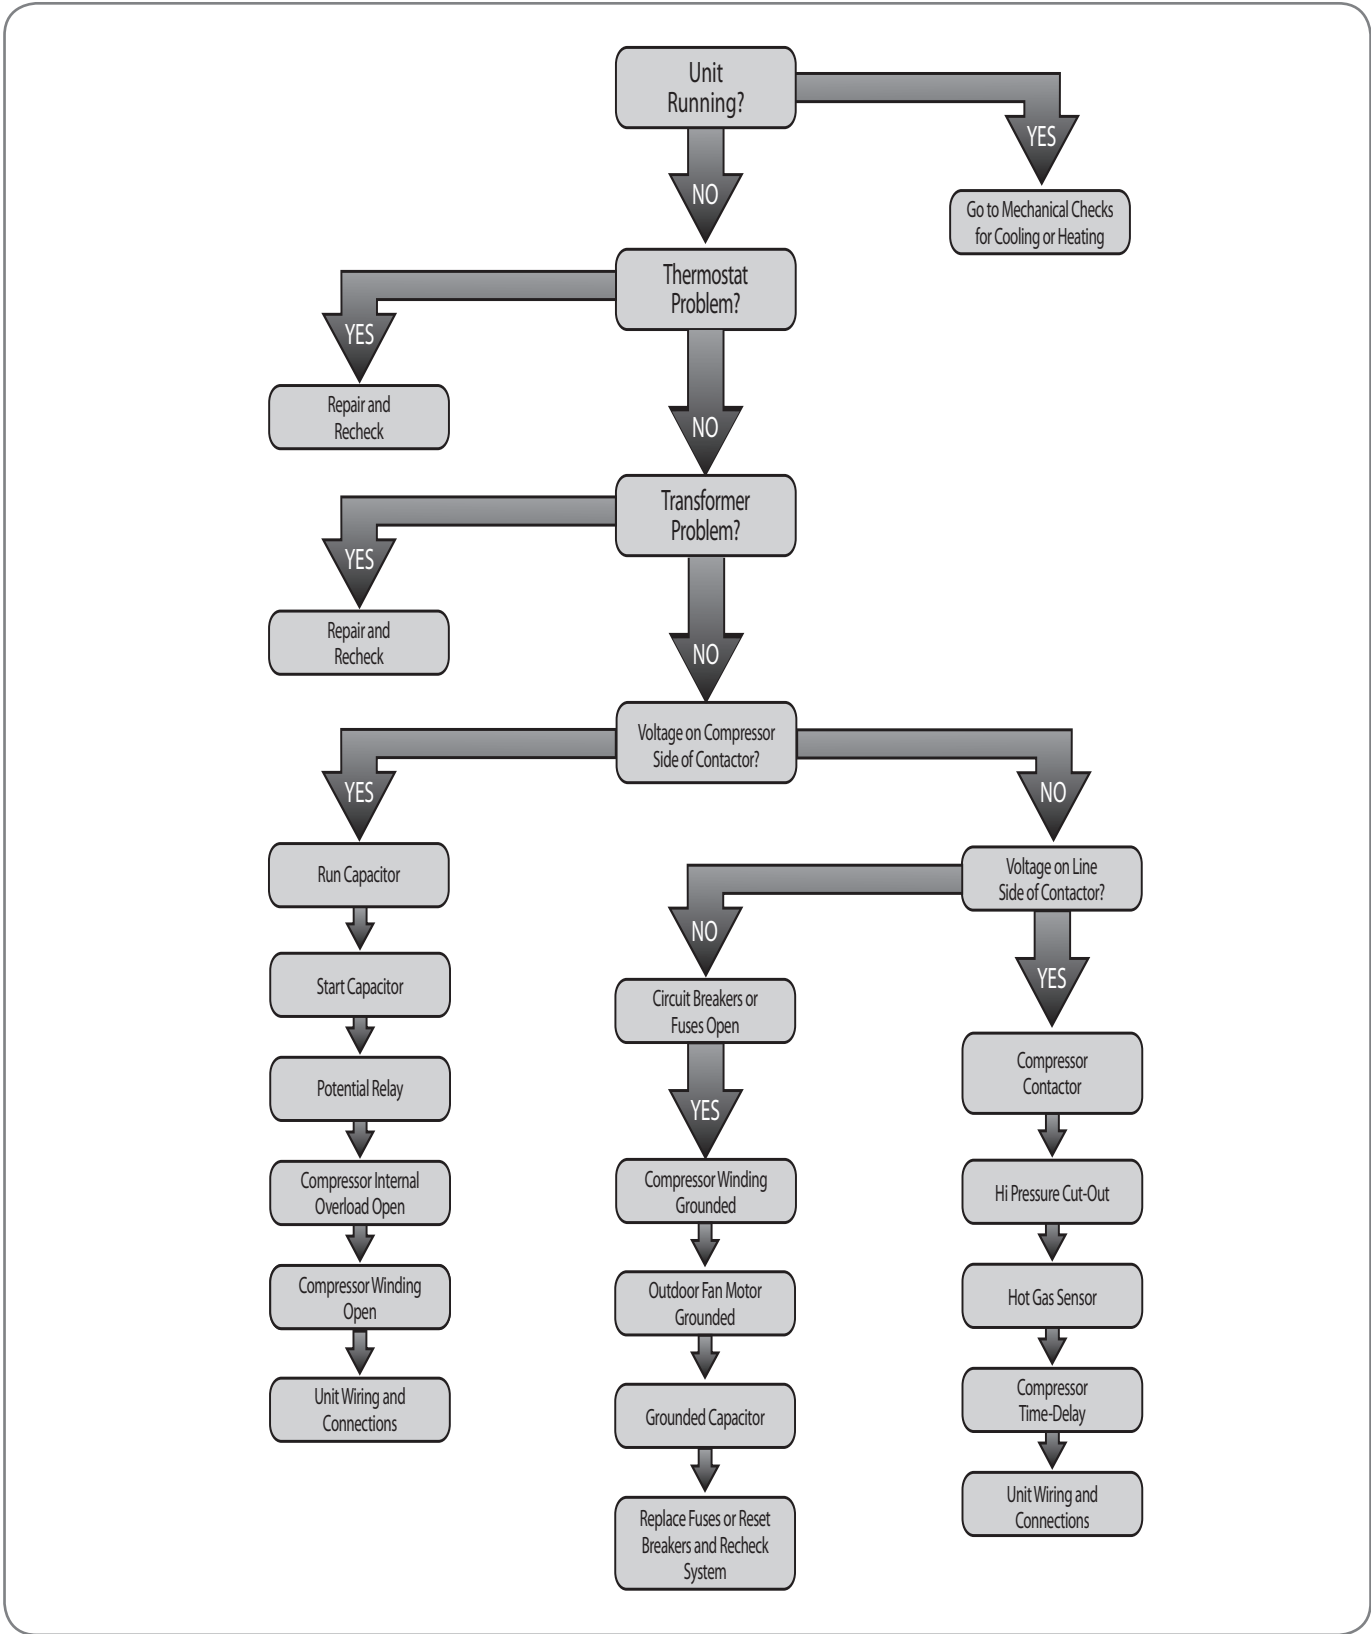 Unit
Running?
YES
NO
Go to Mechanical Checks
for Cooling or Heating
Thermostat
Problem?
YES
Repair and
Recheck
NO
Transformer
Problem?
YES
Repair and
Recheck
NO
Voltage on Compressor
Side of Contactor?
YES
NO
Run Capacitor
Start Capacitor
Potential Relay
Compressor Internal
Overload Open
Compressor Winding
Open
Unit Wiring and
Connections
Voltage on Line
Side of Contactor?
NO
Circuit Breakers or
Fuses Open
YES
Compressor Winding
Grounded
Outdoor Fan Motor
Grounded
Grounded Capacitor
Replace Fuses or Reset
Breakers and Recheck
System
YES
Compressor
Contactor
Hi Pressure Cut-Out
Hot Gas Sensor
Compressor
Time-Delay
Unit Wiring and
Connections